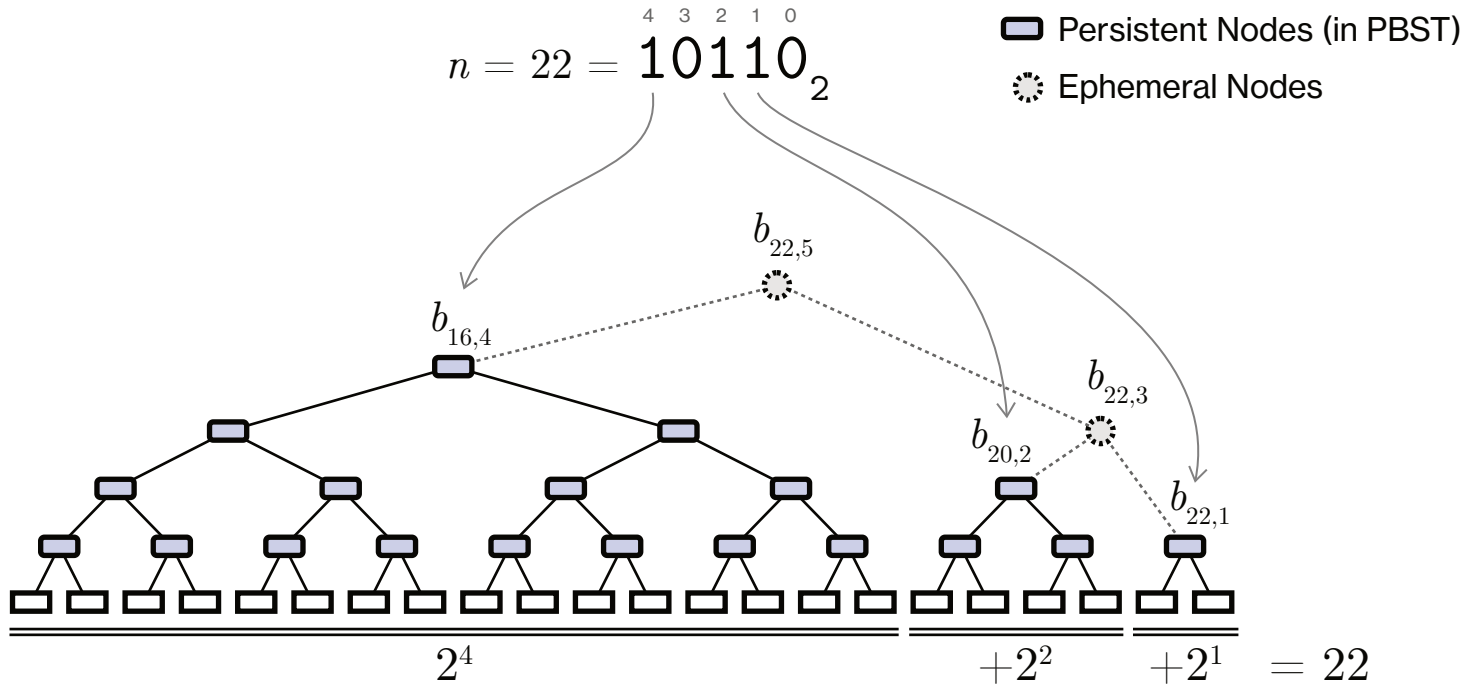 4 3 2 1 0
n = 22 = 10110₂
Persistent Nodes (in PBST)
Ephemeral Nodes
b₂₂,₅
b₁₆,₄
b₂₂,₃
b₂₀,₂
b₂₂,₁
2⁴ +2² +2¹ = 22